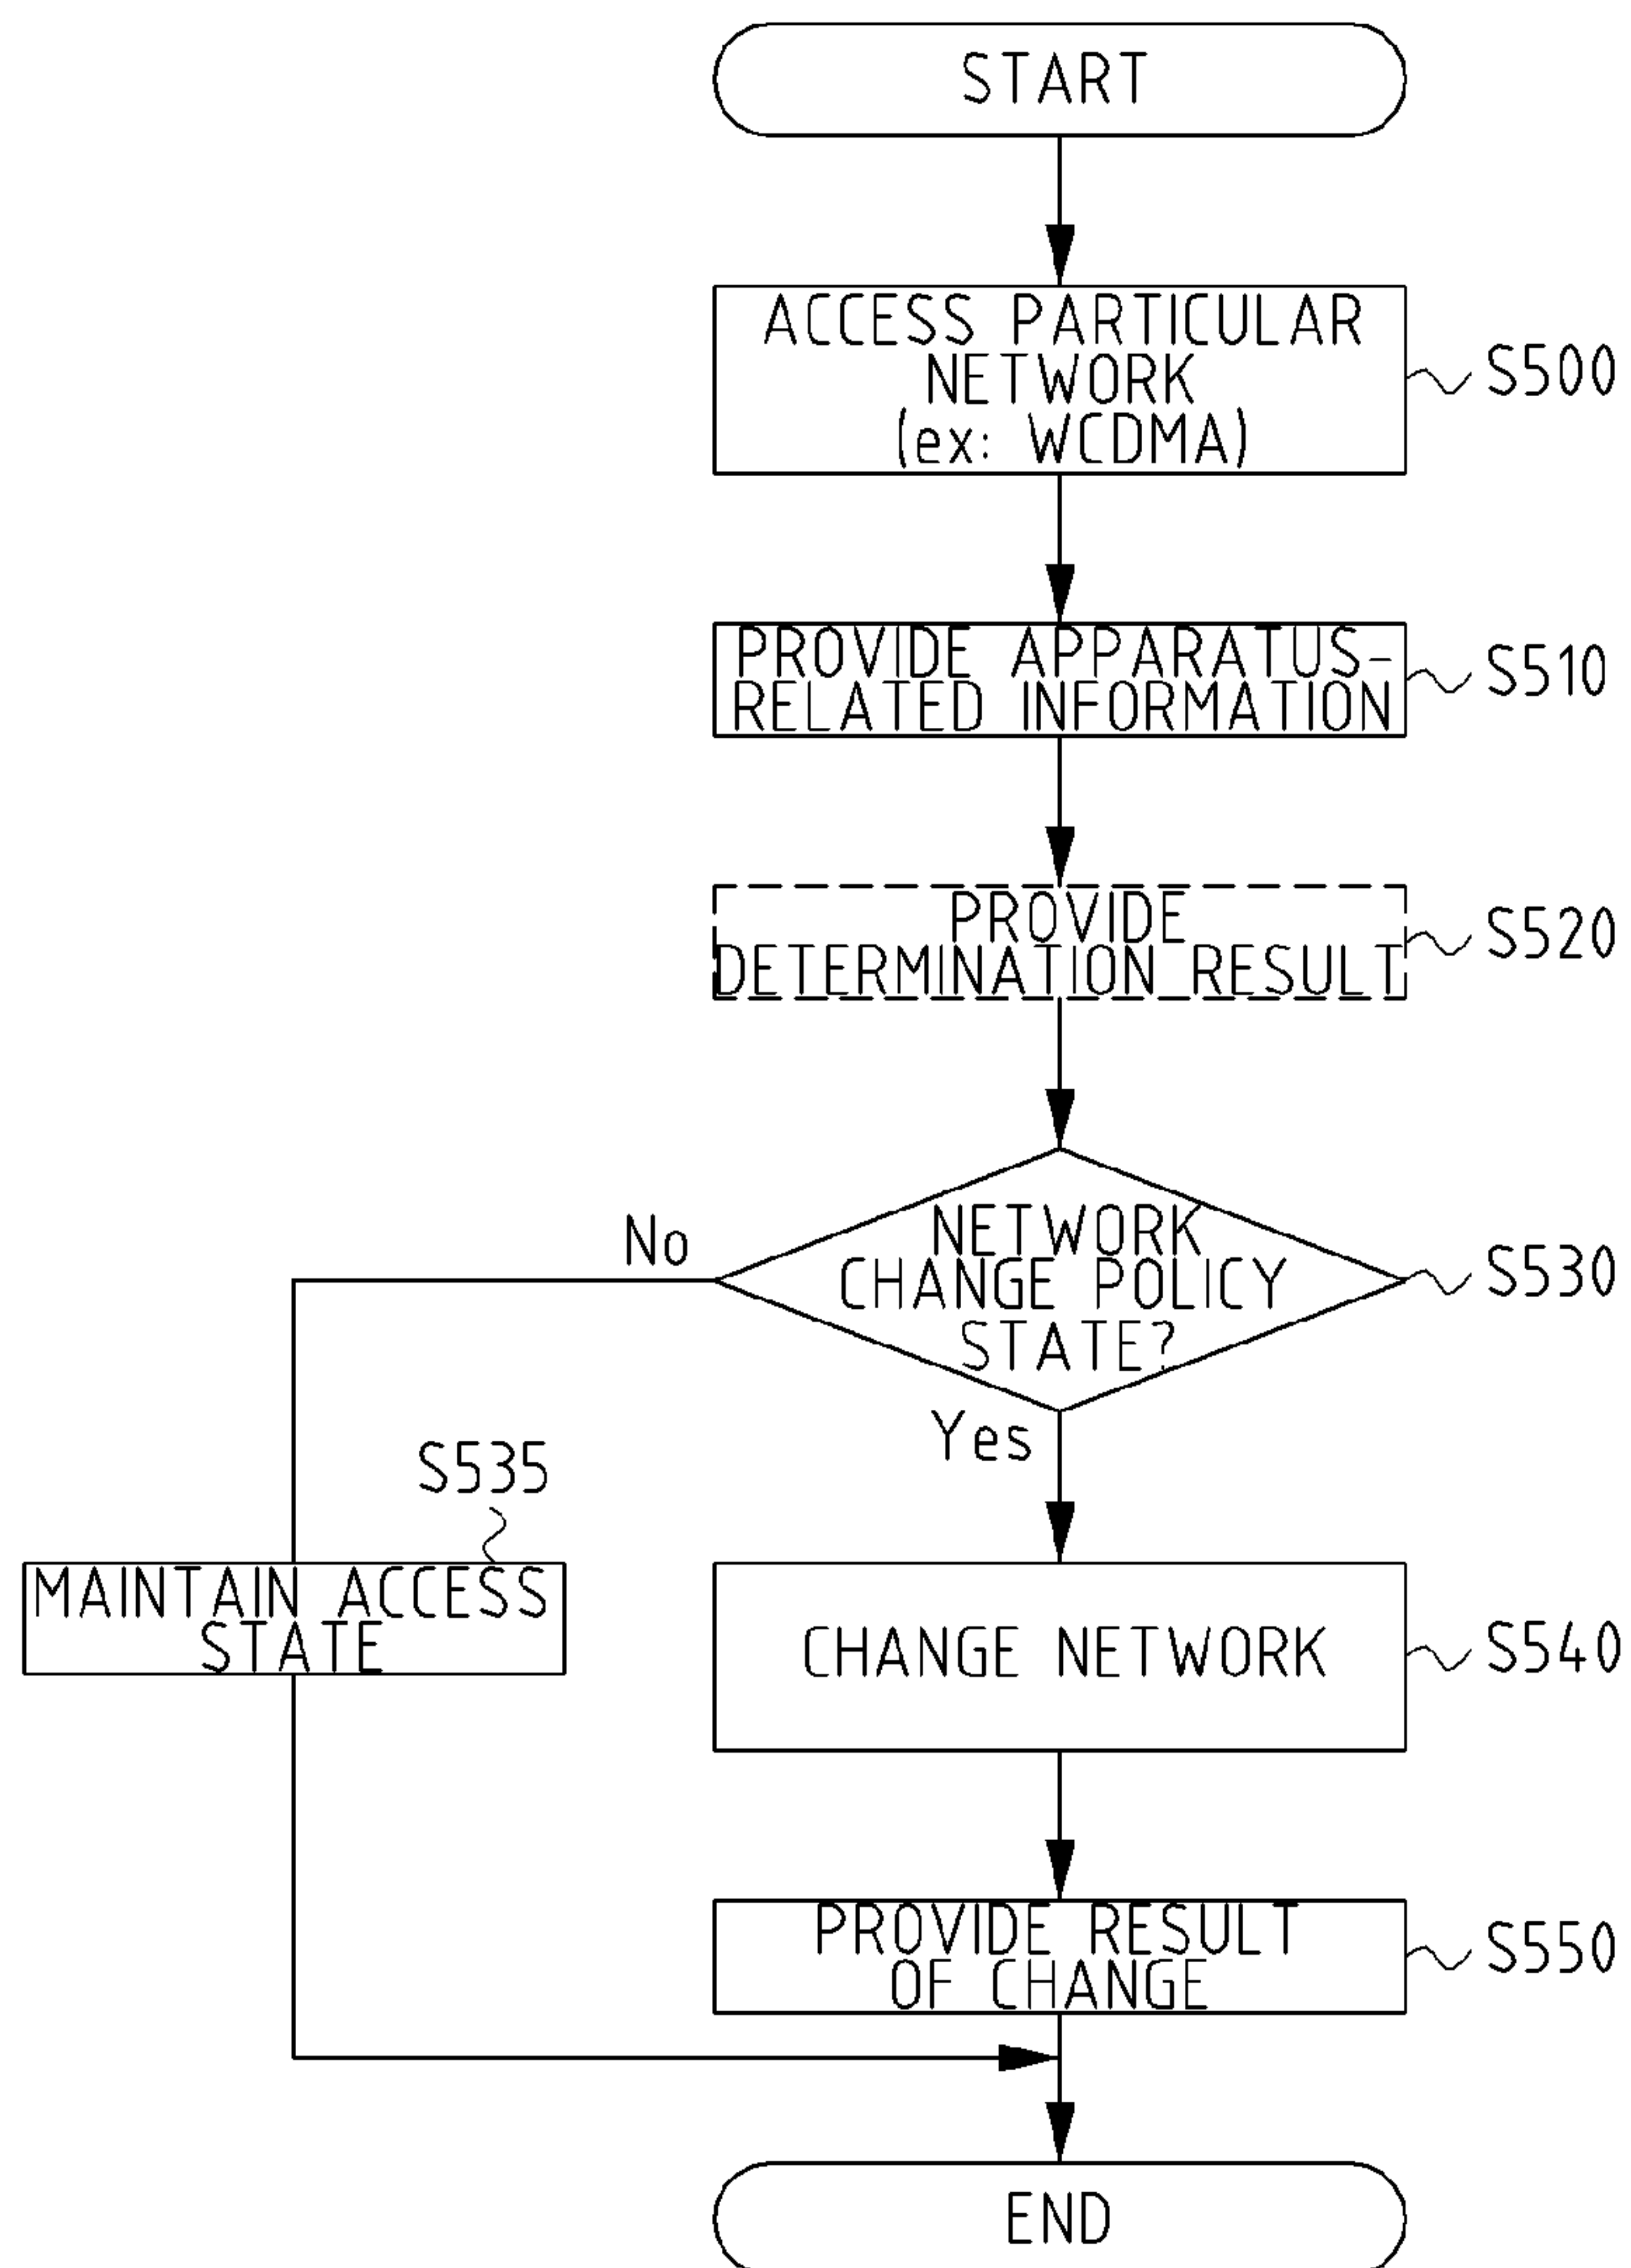 START
ACCESS PARTICULAR
NETWORK
(ex: WCDMA)
S500
PROVIDE APPARATUS-
RELATED INFORMATION
S510
PROVIDE
DETERMINATION RESULT
S520
NETWORK
CHANGE POLICY
STATE?
S530
No
Yes
S535
MAINTAIN ACCESS
STATE
CHANGE NETWORK
S540
PROVIDE RESULT
OF CHANGE
S550
END